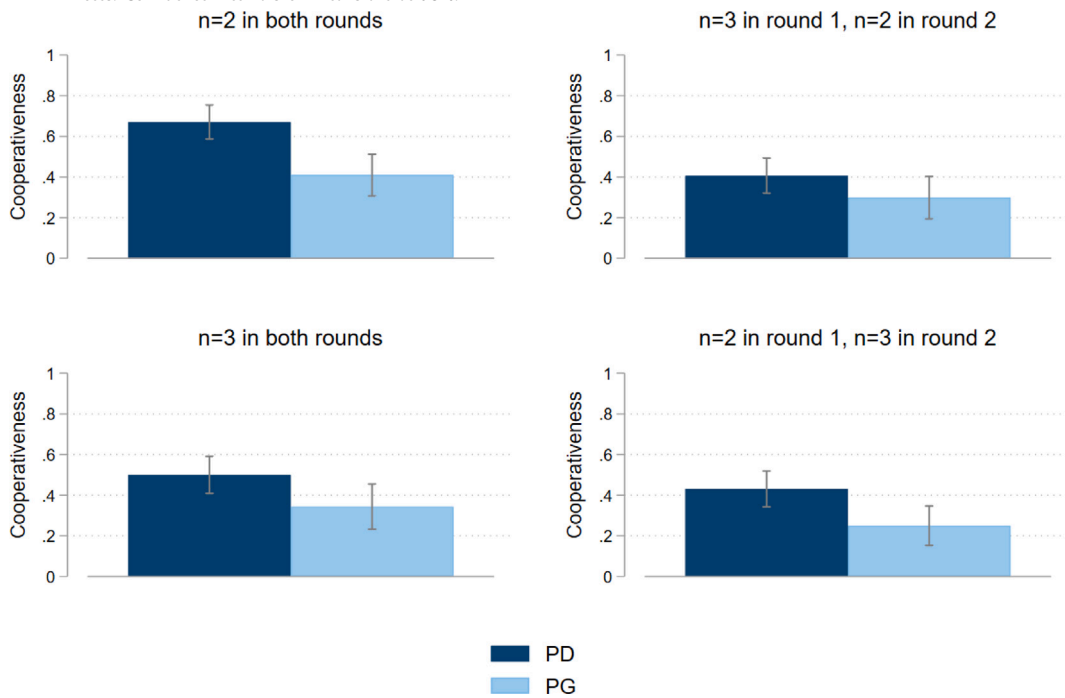 n=2 in both rounds
1
.8
.6
.4
.2
0
Cooperativeness
n=3 in round 1, n=2 in round 2
1
.8
.6
.4
.2
0
Cooperativeness
n=3 in both rounds
1
.8
.6
.4
.2
0
Cooperativeness
n=2 in round 1, n=3 in round 2
1
.8
.6
.4
.2
0
Cooperativeness
PD
PG